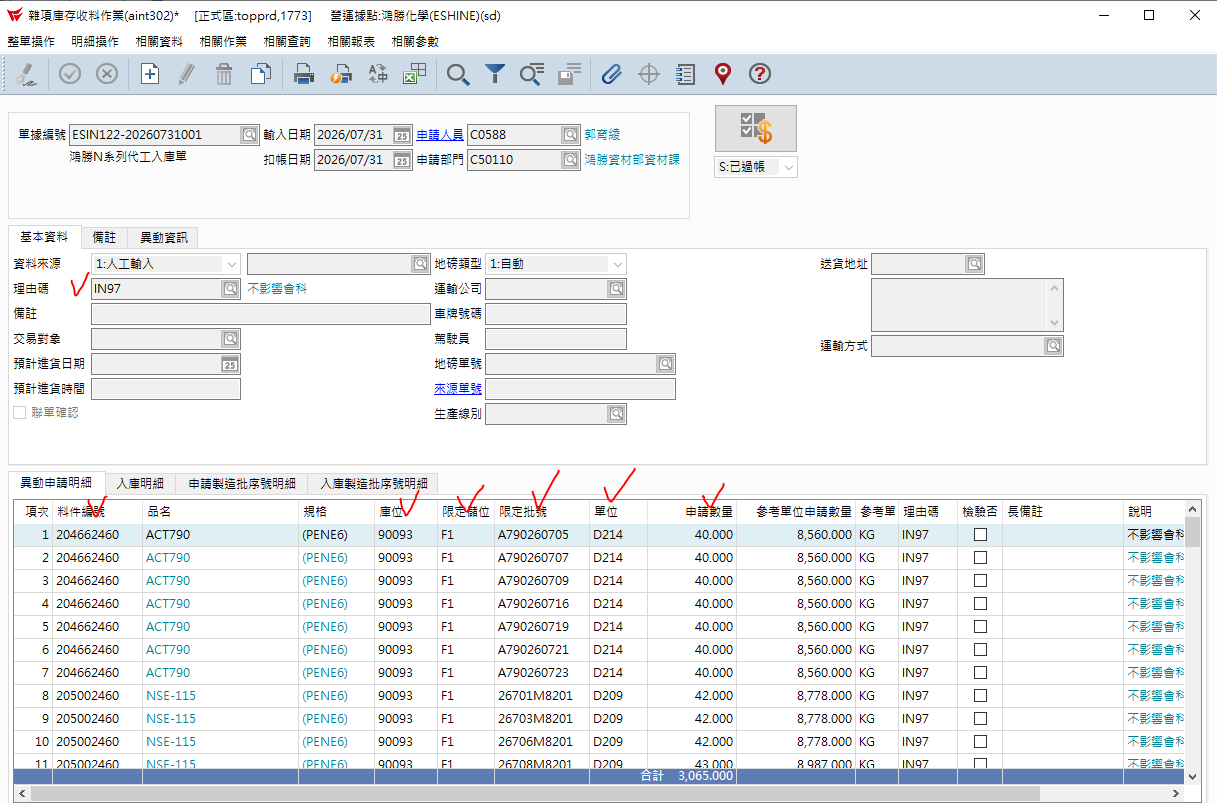 雜項庫存收料作業(aint302)* [正式區:topprd,1773] 營運據點:鴻勝化學(ESHINE)(sd)
整單操作 明細操作 相關資料 相關作業 相關查詢 相關報表 相關參數
單據編號 ESIN122-20260731001 輸入日期 2026/07/31 申請人員 C0588 郭育綾
鴻勝N系列代工入庫單 扣帳日期 2026/07/31 申請部門 C50110 鴻勝資材部資材課
S:已過帳
基本資料 備註 異動資訊
資料來源 1:人工輸入 地磅類型 1:自動 送貨地址
理由碼 IN97 不影響會科 運輸公司
備註 車牌號碼
交易對象 駕駛員 運輸方式
預計進貨日期 地磅單號
預計進貨時間 來源單號
聯單確認 生產線別
異動申請明細 入庫明細 申請製造批序號明細 入庫製造批序號明細
項次 料件編號 品名 規格 庫位 限定儲位 限定批號 單位 申請數量 參考單位申請數量 參考單 理由碼 檢驗否 長備註 說明
1 204662460 ACT790 (PENE6) 90093 F1 A790260705 D214 40.000 8,560.000 KG IN97 不影響會科
2 204662460 ACT790 (PENE6) 90093 F1 A790260707 D214 40.000 8,560.000 KG IN97 不影響會科
3 204662460 ACT790 (PENE6) 90093 F1 A790260709 D214 40.000 8,560.000 KG IN97 不影響會科
4 204662460 ACT790 (PENE6) 90093 F1 A790260716 D214 40.000 8,560.000 KG IN97 不影響會科
5 204662460 ACT790 (PENE6) 90093 F1 A790260719 D214 40.000 8,560.000 KG IN97 不影響會科
6 204662460 ACT790 (PENE6) 90093 F1 A790260721 D214 40.000 8,560.000 KG IN97 不影響會科
7 204662460 ACT790 (PENE6) 90093 F1 A790260723 D214 40.000 8,560.000 KG IN97 不影響會科
8 205002460 NSE-115 (PENE6) 90093 F1 26701M8201 D209 42.000 8,778.000 KG IN97 不影響會科
9 205002460 NSE-115 (PENE6) 90093 F1 26703M8201 D209 42.000 8,778.000 KG IN97 不影響會科
10 205002460 NSE-115 (PENE6) 90093 F1 26706M8201 D209 42.000 8,778.000 KG IN97 不影響會科
11 205002460 NSE-115 (PENE6) 90093 F1 26708M8201 D209 43.000 8,987.000 KG IN97 不影響會科
合計 3,065.000